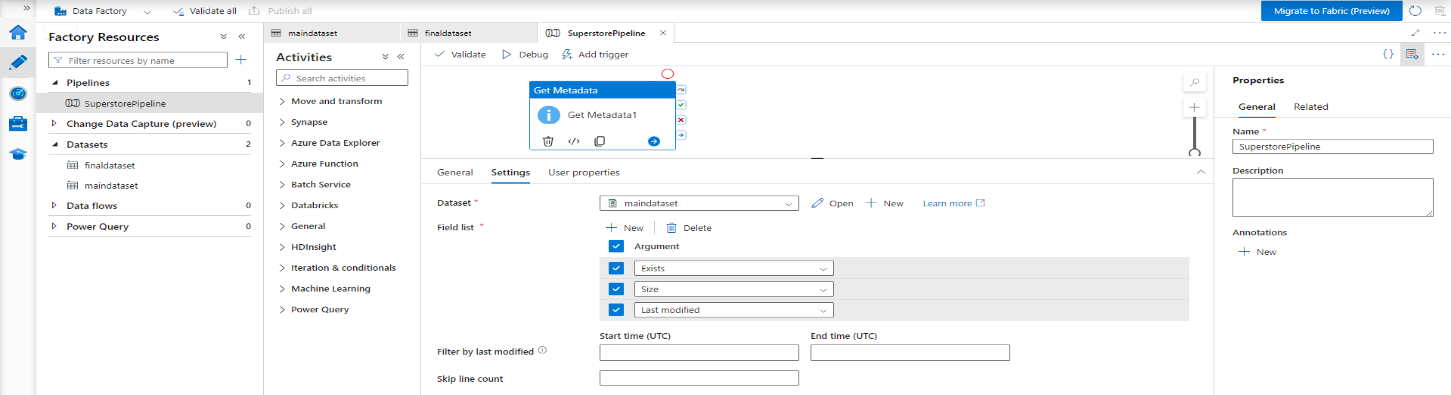 Data Factory
Validate all
Publish all
Migrate to Fabric (Preview)
Factory Resources
Filter resources by name
Pipelines 1
SuperstorePipeline
Change Data Capture (preview) 0
Datasets 2
finaldataset
maindataset
Data flows 0
Power Query 0
maindataset
finaldataset
SuperstorePipeline
Activities
Search activities
Move and transform
Synapse
Azure Data Explorer
Azure Function
Batch Service
Databricks
General
HDInsight
Iteration & conditionals
Machine Learning
Power Query
Validate
Debug
Add trigger
Get Metadata
Get Metadata1
General
Settings
User properties
Dataset *
maindataset
Open
New
Learn more
Field list *
New
Delete
Argument
Exists
Size
Last modified
Start time (UTC)
End time (UTC)
Filter by last modified
Skip line count
Properties
General
Related
Name *
SuperstorePipeline
Description
Annotations
New